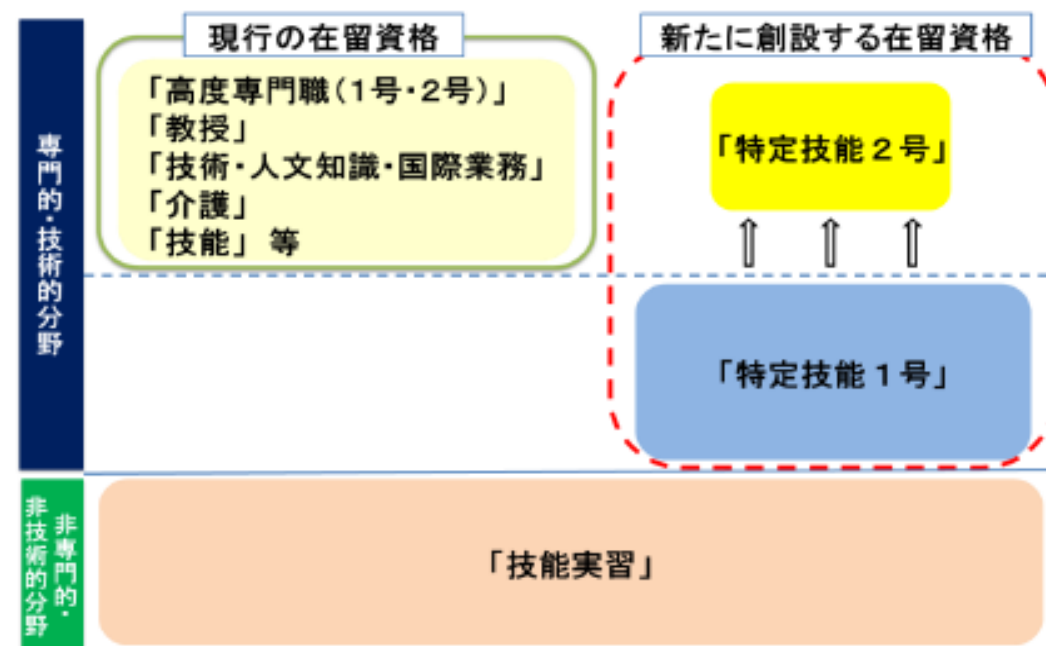 現行の在留資格
新たに創設する在留資格
専門的・技術的分野
「高度専門職(1号・2号)」
「教授」
「技術・人文知識・国際業務」
「介護」
「技能」 等
「特定技能2号」
「特定技能1号」
非専門的・
非技術的分野
「技能実習」